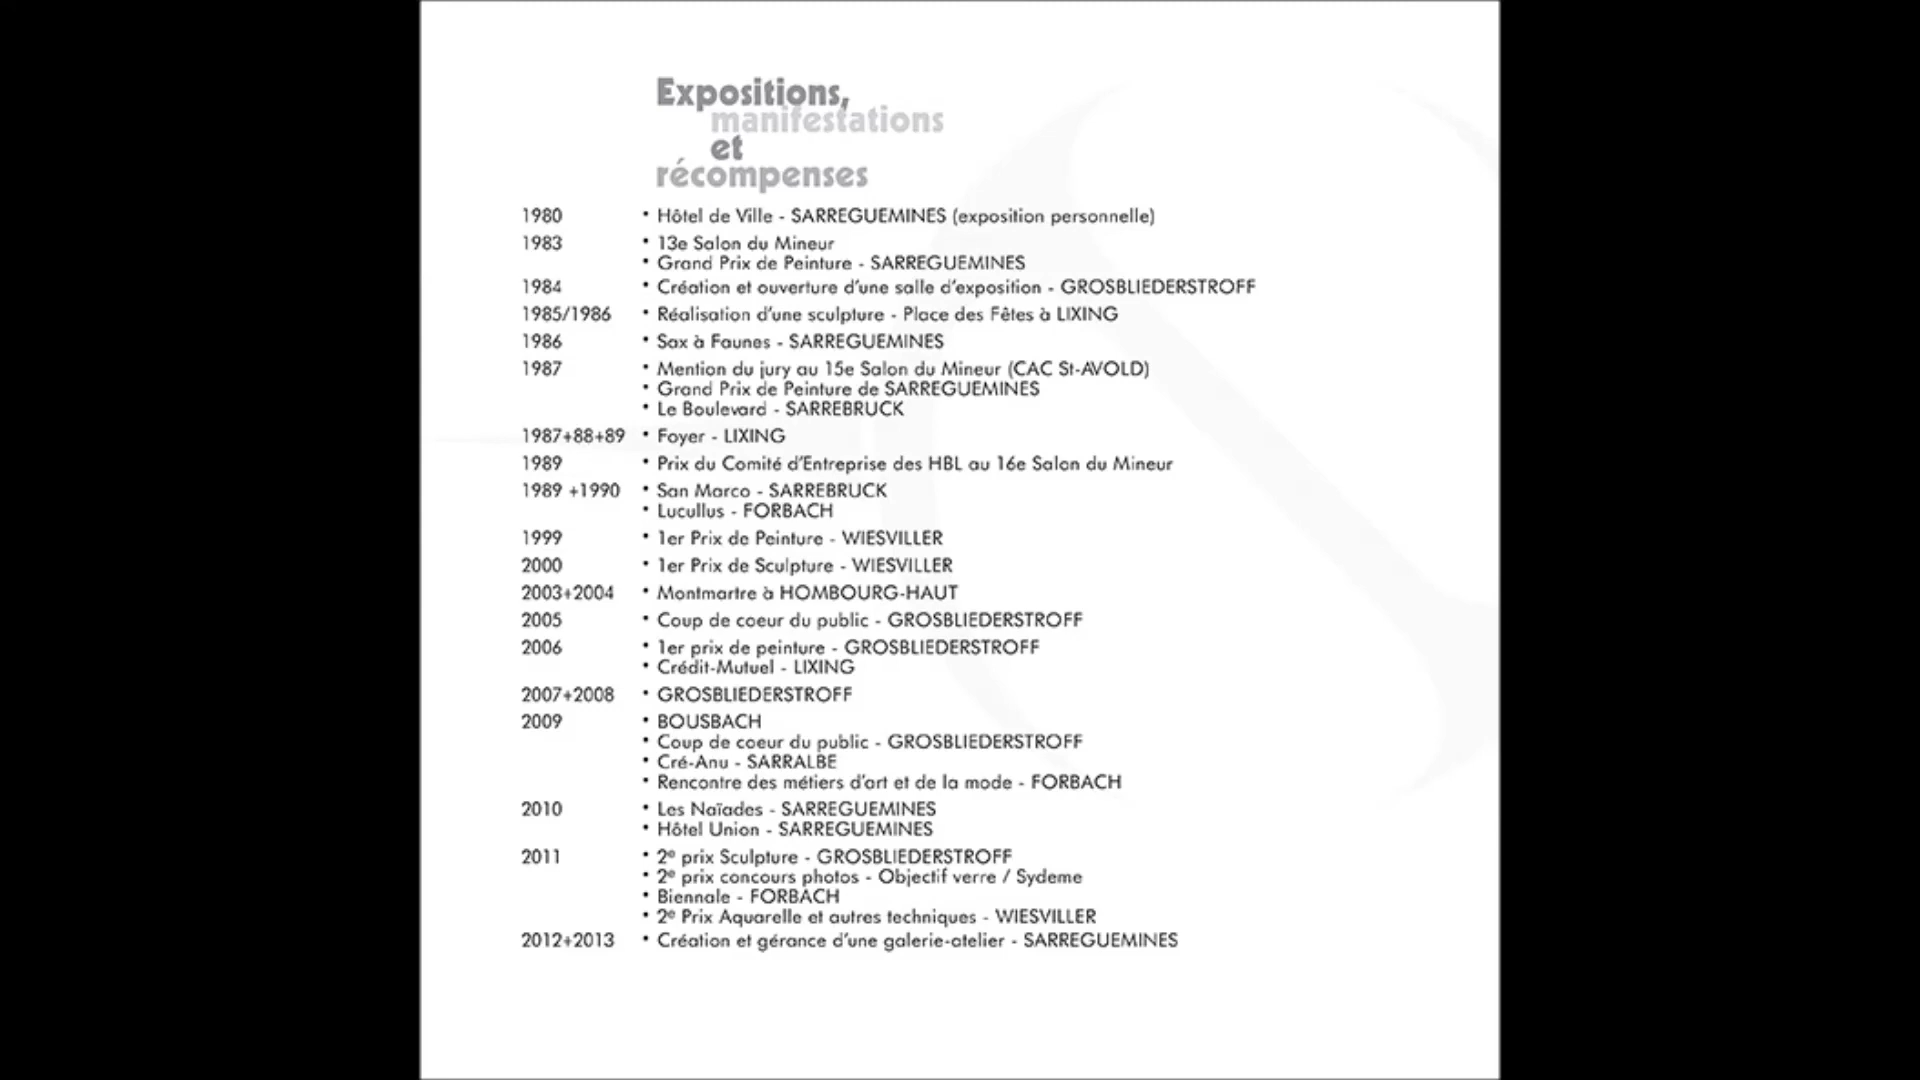 Expositions,
manifestations
et
récompenses
1980 • Hôtel de Ville - SARREGUEMINES (exposition personnelle)
1983 • 13e Salon du Mineur
• Grand Prix de Peinture - SARREGUEMINES
1984 • Création et ouverture d'une salle d'exposition - GROSBLIEDERSTROFF
1985/1986 • Réalisation d'une sculpture - Place des Fêtes à LIXING
1986 • Sax à Faunes - SARREGUEMINES
1987 • Mention du jury au 15e Salon du Mineur (CAC St-AVOLD)
• Grand Prix de Peinture de SARREGUEMINES
• Le Boulevard - SARREBRUCK
1987+88+89 • Foyer - LIXING
1989 • Prix du Comité d'Entreprise des HBL au 16e Salon du Mineur
1989 +1990 • San Marco - SARREBRUCK
• Lucullus - FORBACH
1999 • 1er Prix de Peinture - WIESVILLER
2000 • 1er Prix de Sculpture - WIESVILLER
2003+2004 • Montmartre à HOMBOURG-HAUT
2005 • Coup de coeur du public - GROSBLIEDERSTROFF
2006 • 1er prix de peinture - GROSBLIEDERSTROFF
• Crédit-Mutuel - LIXING
2007+2008 • GROSBLIEDERSTROFF
2009 • BOUSBACH
• Coup de coeur du public - GROSBLIEDERSTROFF
• Cré-Anu - SARRALBE
• Rencontre des métiers d'art et de la mode - FORBACH
2010 • Les Naïades - SARREGUEMINES
• Hôtel Union - SARREGUEMINES
2011 • 2e prix Sculpture - GROSBLIEDERSTROFF
• 2e prix concours photos - Objectif verre / Sydeme
• Biennale - FORBACH
• 2e Prix Aquarelle et autres techniques - WIESVILLER
2012+2013 • Création et gérance d'une galerie-atelier - SARREGUEMINES